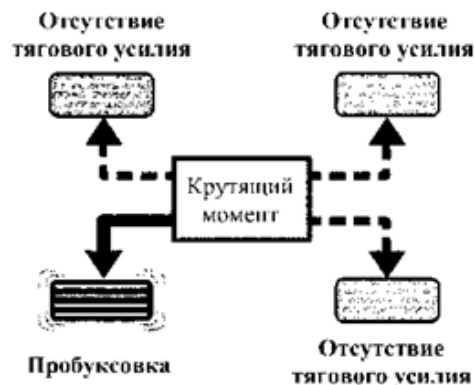 Отсутствие
тягового усилия
Отсутствие
тягового усилия
Крутящий
момент
Пробуксовка
Отсутствие
тягового усилия